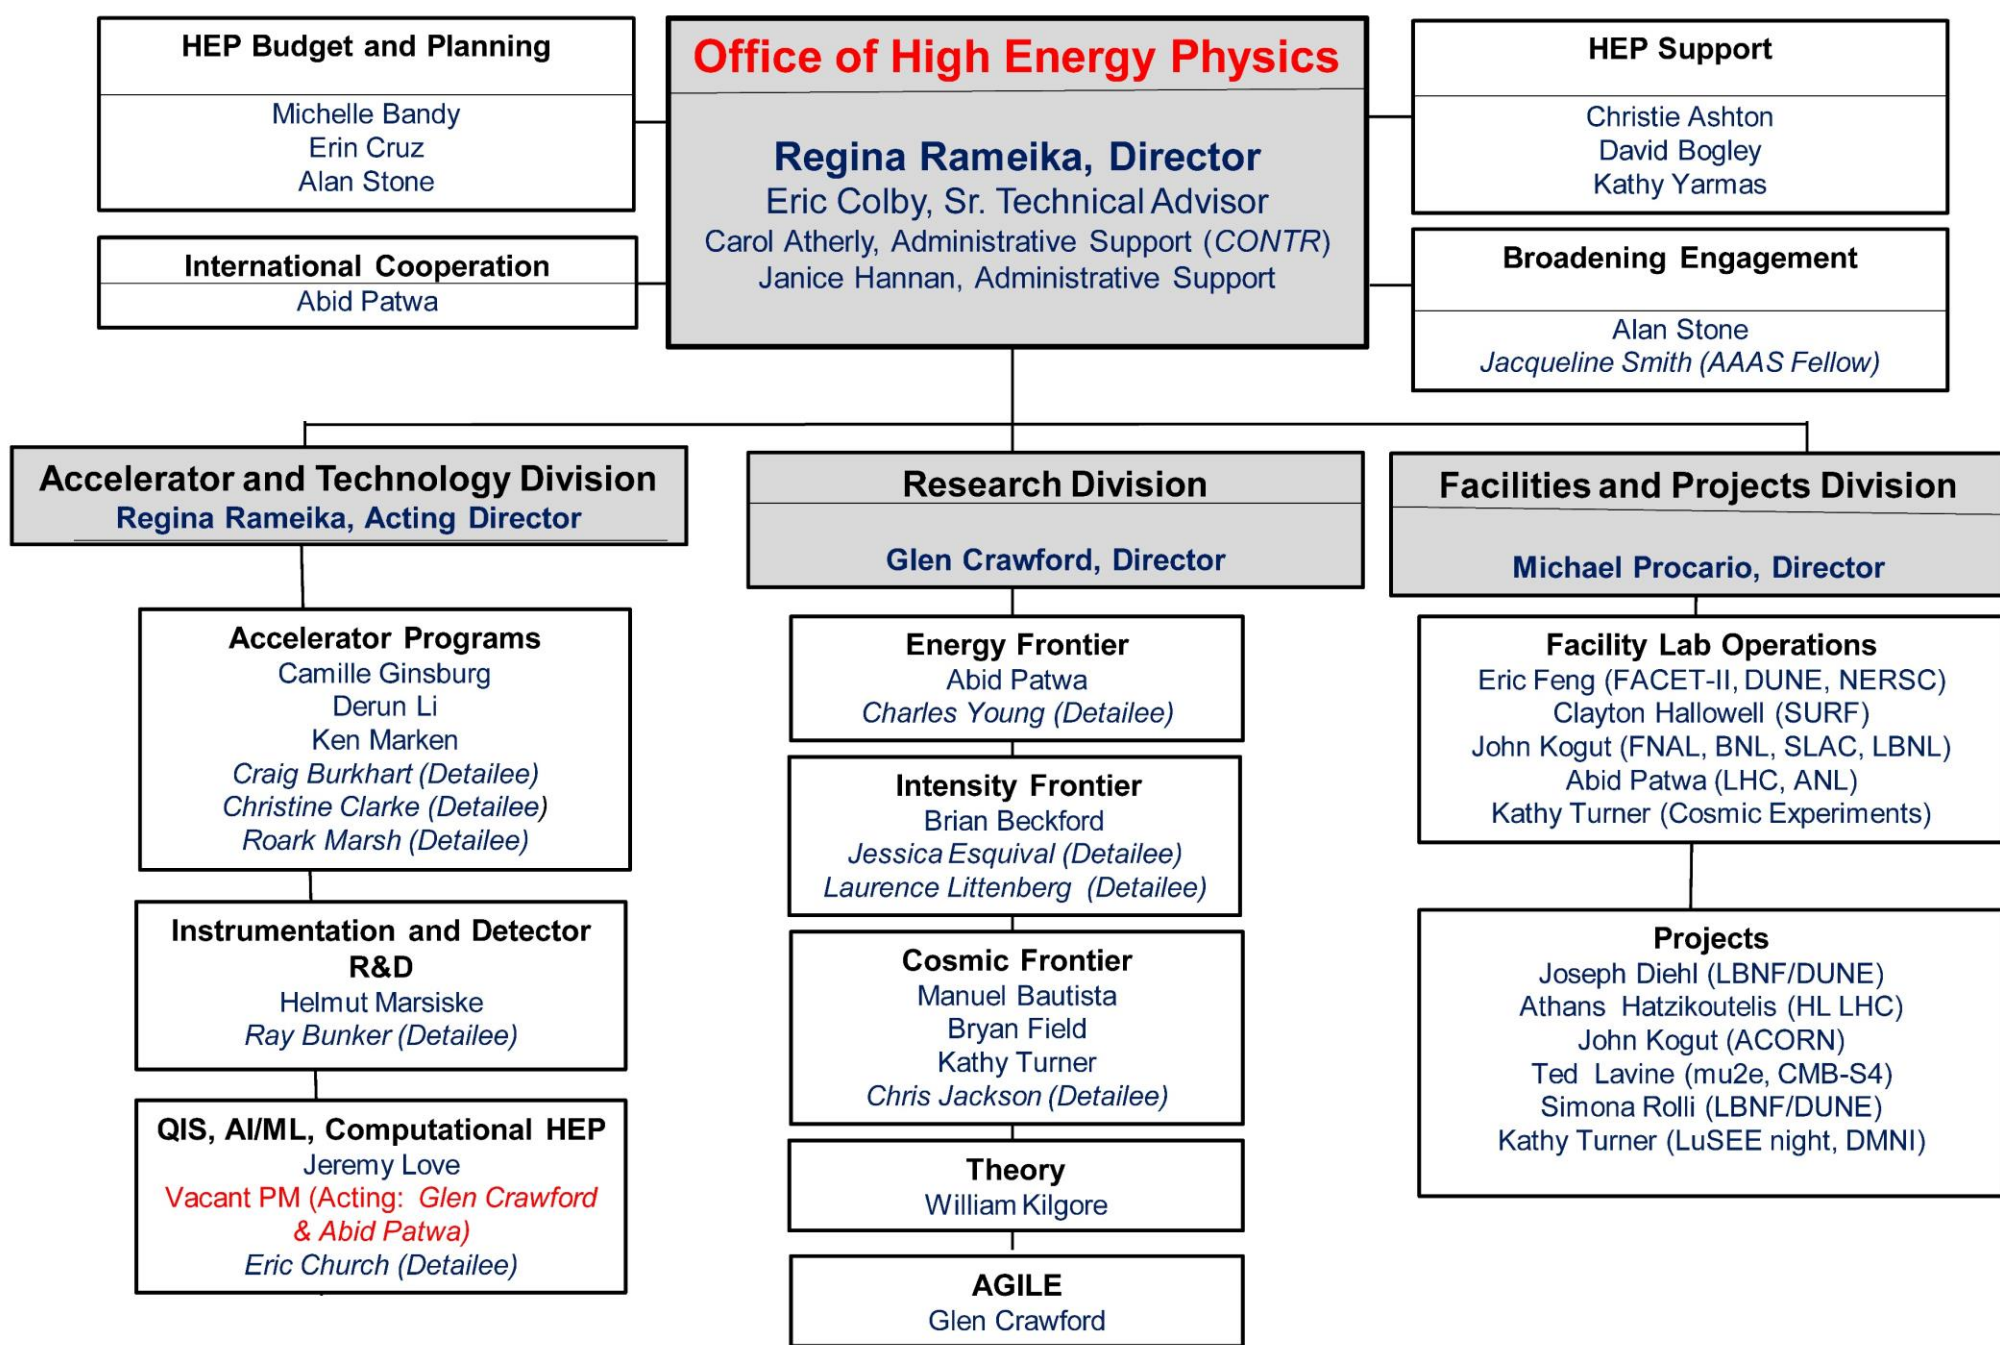 HEP Budget and Planning
Michelle Bandy
Erin Cruz
Alan Stone
International Cooperation
Abid Patwa
Office of High Energy Physics
Regina Rameika, Director
Eric Colby, Sr. Technical Advisor
Carol Atherly, Administrative Support (CONTR)
Janice Hannan, Administrative Support
HEP Support
Christie Ashton
David Bogley
Kathy Yarmas
Broadening Engagement
Alan Stone
Jacqueline Smith (AAAS Fellow)
Accelerator and Technology Division
Regina Rameika, Acting Director
Accelerator Programs
Camille Ginsburg
Derun Li
Ken Marken
Craig Burkhart (Detailee)
Christine Clarke (Detailee)
Roark Marsh (Detailee)
Instrumentation and Detector
R&D
Helmut Marsiske
Ray Bunker (Detailee)
QIS, AI/ML, Computational HEP
Jeremy Love
Vacant PM (Acting: Glen Crawford
& Abid Patwa)
Eric Church (Detailee)
Research Division
Glen Crawford, Director
Energy Frontier
Abid Patwa
Charles Young (Detailee)
Intensity Frontier
Brian Beckford
Jessica Esquival (Detailee)
Laurence Littenberg (Detailee)
Cosmic Frontier
Manuel Bautista
Bryan Field
Kathy Turner
Chris Jackson (Detailee)
Theory
William Kilgore
AGILE
Glen Crawford
Facilities and Projects Division
Michael Procario, Director
Facility Lab Operations
Eric Feng (FACET-II, DUNE, NERSC)
Clayton Hallowell (SURF)
John Kogut (FNAL, BNL, SLAC, LBNL)
Abid Patwa (LHC, ANL)
Kathy Turner (Cosmic Experiments)
Projects
Joseph Diehl (LBNF/DUNE)
Athans Hatzikoutelis (HL LHC)
John Kogut (ACORN)
Ted Lavine (mu2e, CMB-S4)
Simona Rolli (LBNF/DUNE)
Kathy Turner (LuSEE night, DMNI)